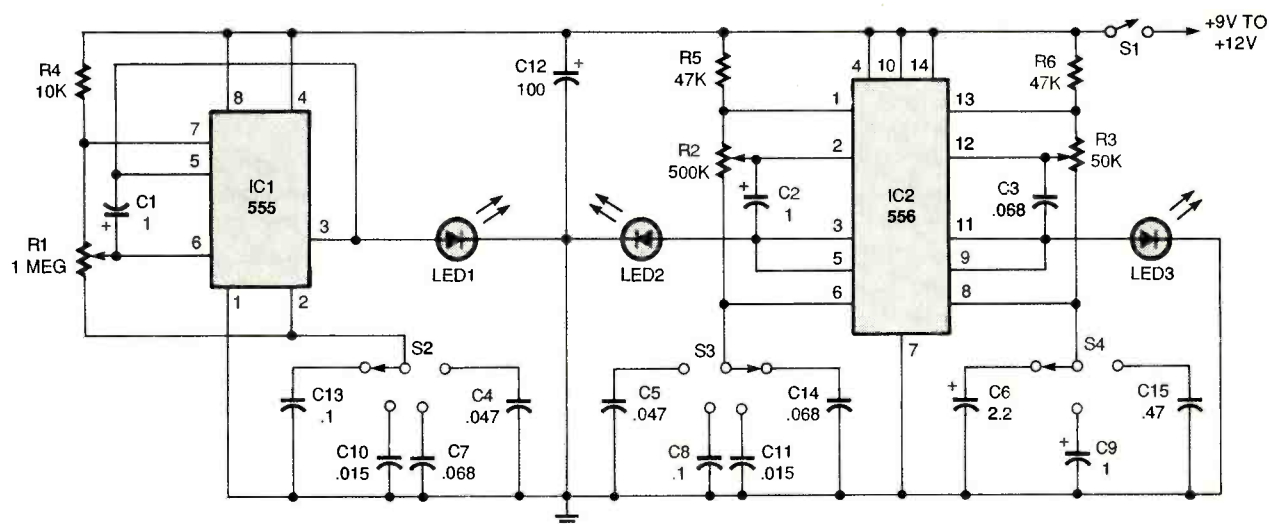 +9V TO
+12V
S1
R4
10K
C12
100
+
R5
47K
R6
47K
8
4
7
5
6
3
1
2
IC1
555
C1
1
+
R1
1 MEG
LED1
LED2
4
10
14
1
2
3
5
6
13
12
11
9
8
7
IC2
556
R2
500K
+
C2
1
R3
50K
C3
.068
LED3
S2
S3
S4
C13
.1
C10
.015
C7
.068
C4
.047
C5
.047
C8
.1
C11
.015
C14
.068
+
C6
2.2
+
C9
1
C15
.47